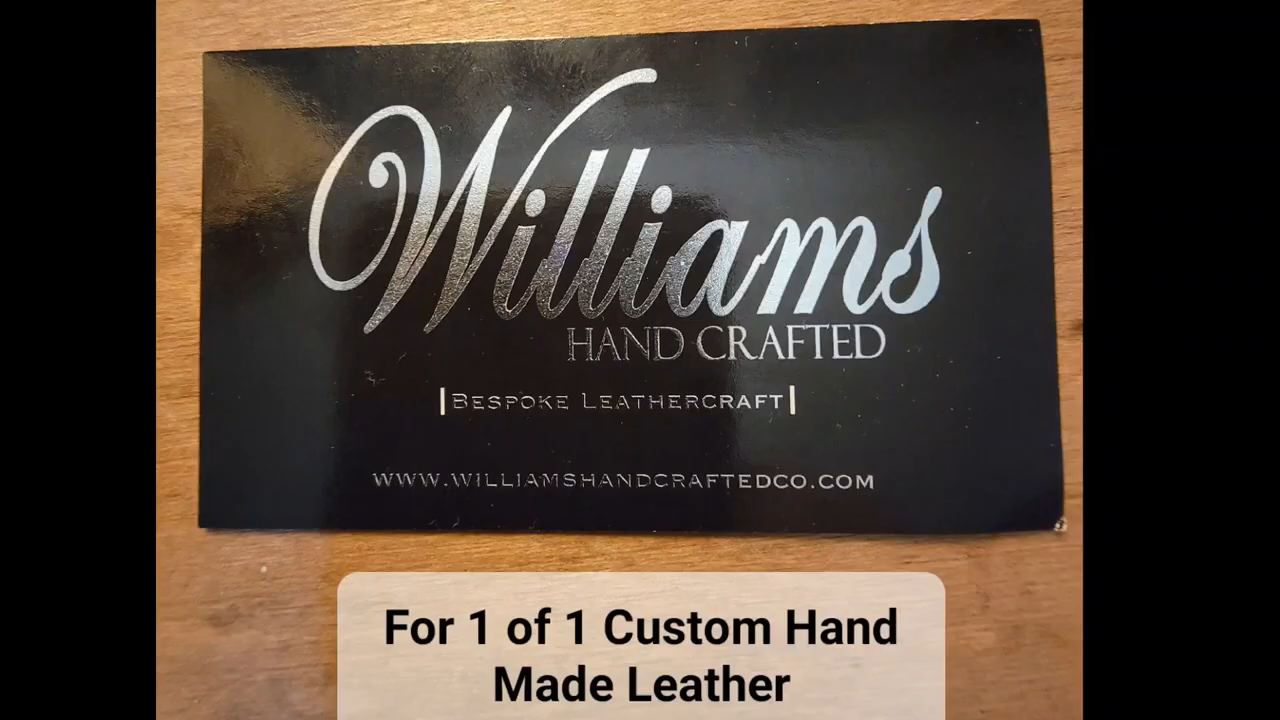 Williams
HAND CRAFTED
|BESPOKE LEATHERCRAFT|
WWW.WILLIAMSHANDCRAFTEDCO.COM
For 1 of 1 Custom Hand
Made Leather